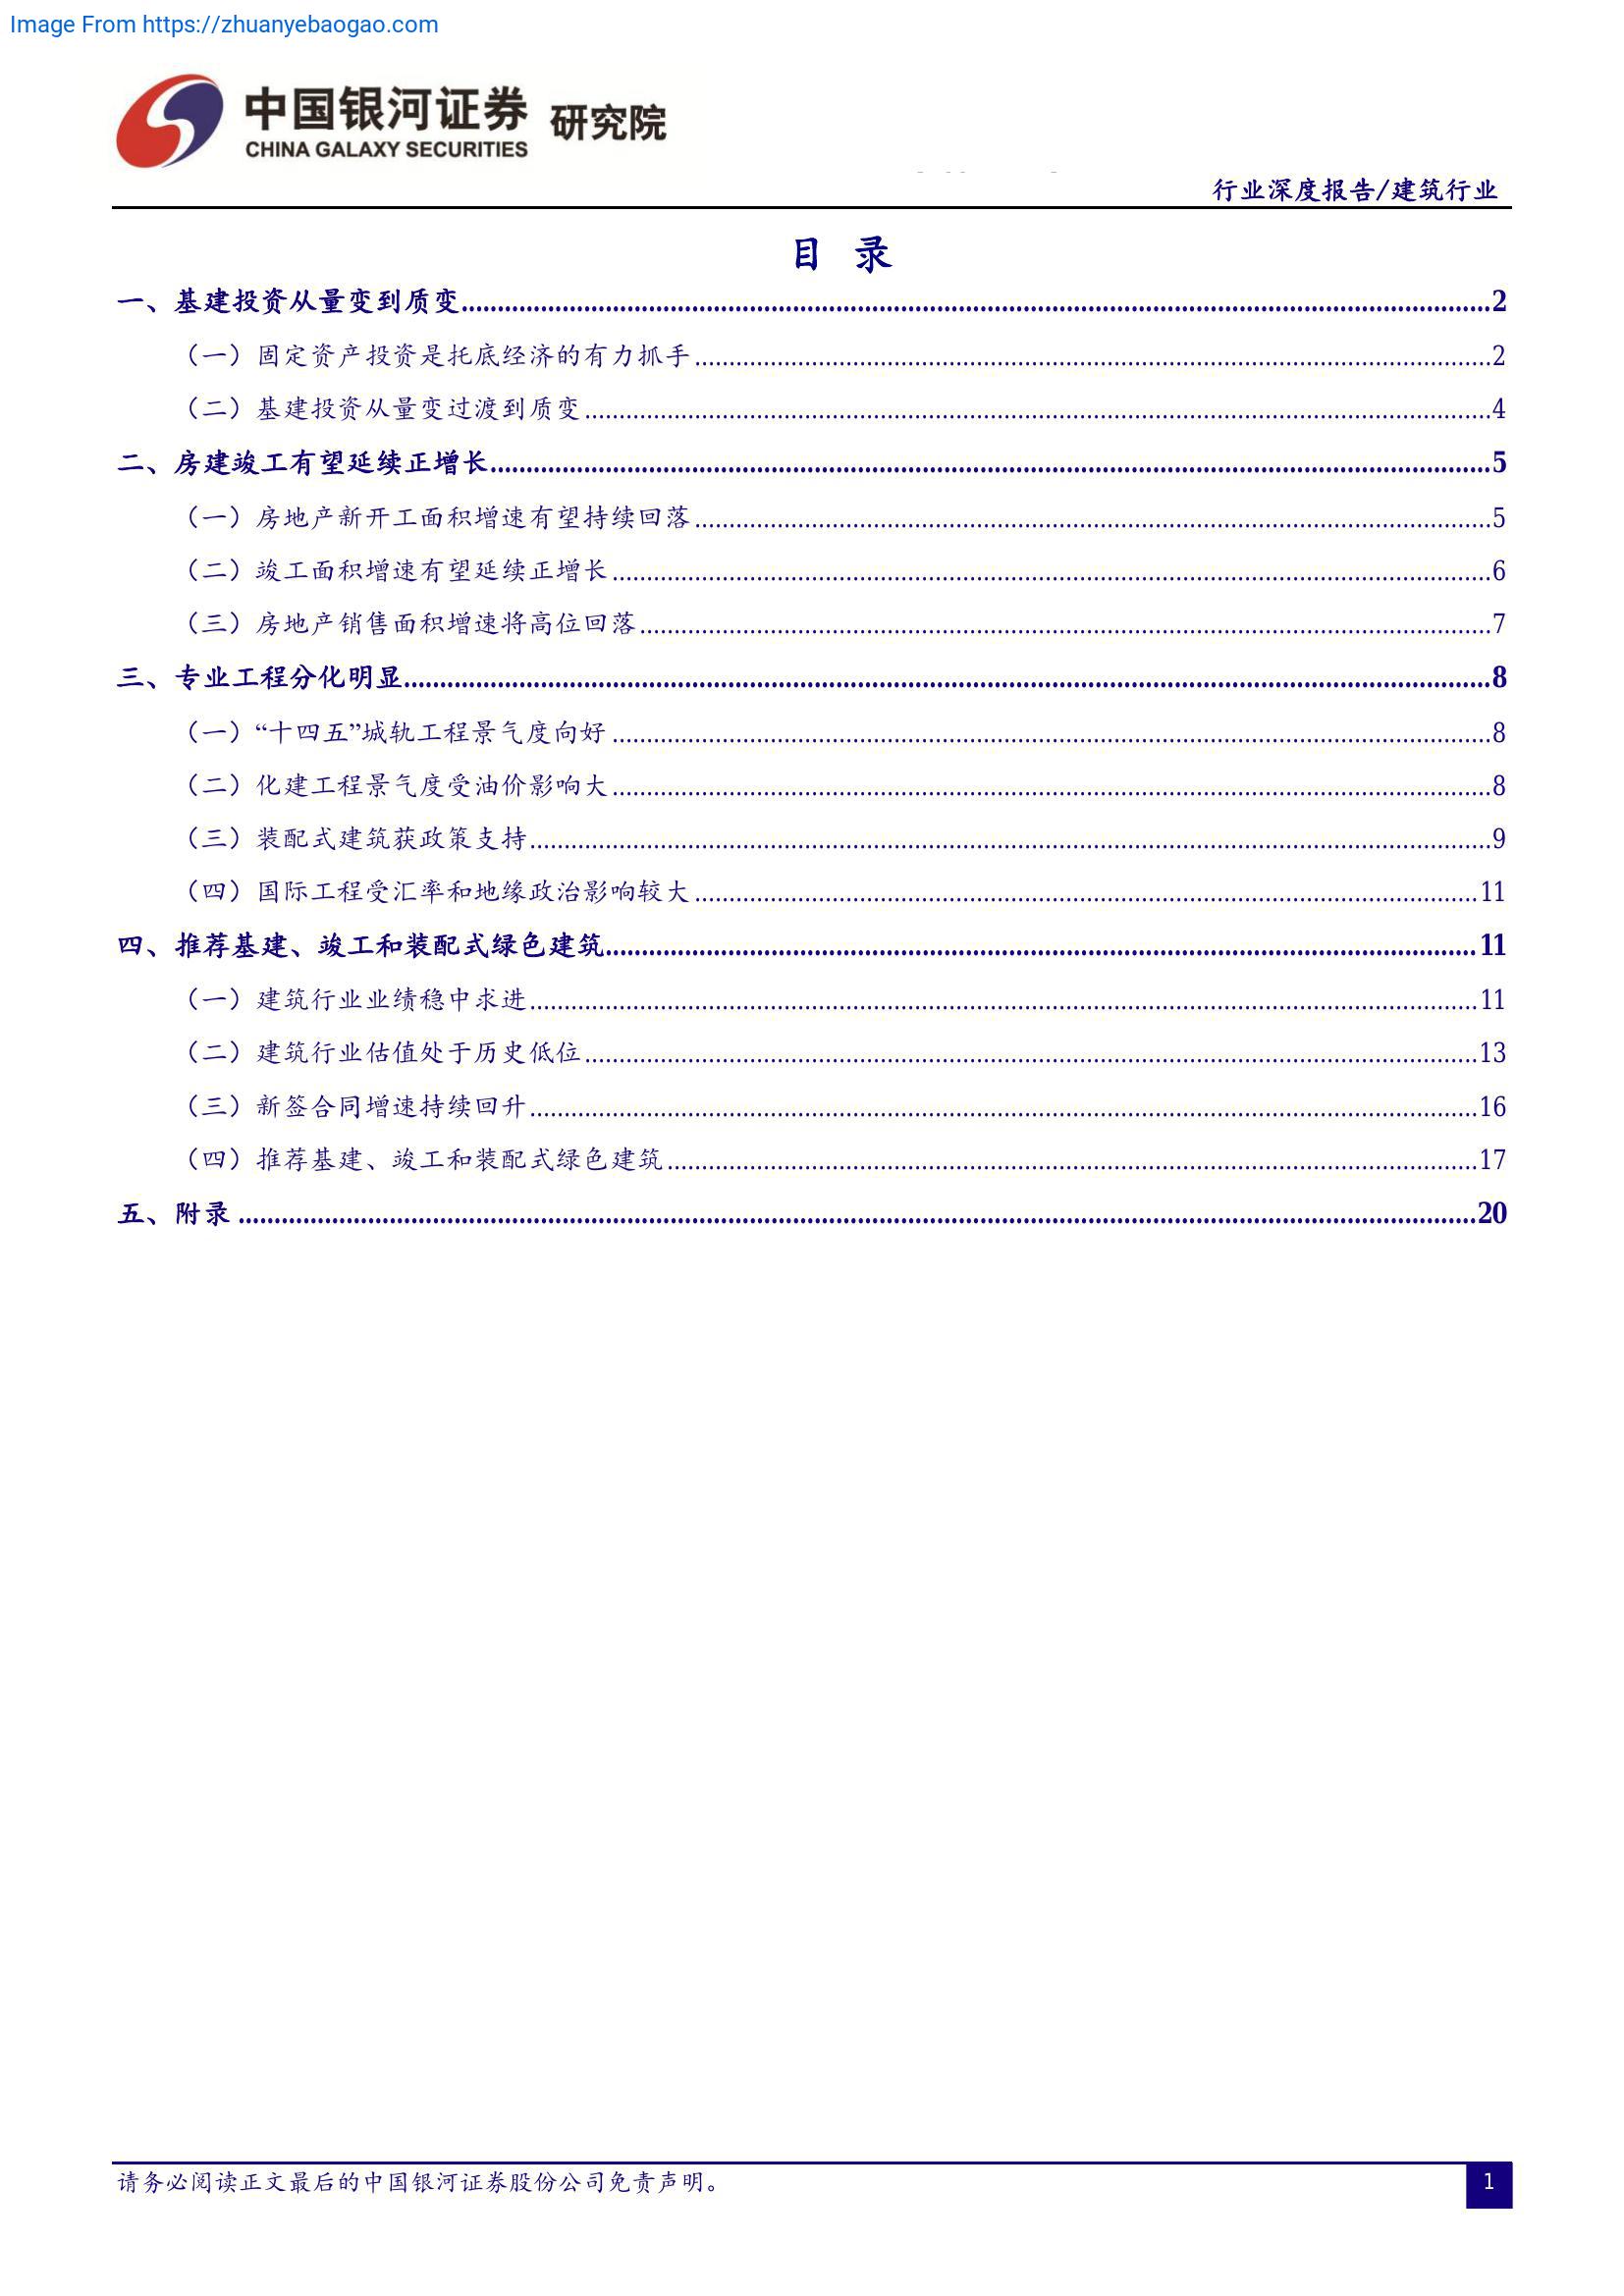 Image From https://zhuanyebaogao.com
中国银河证券 研究院
CHINA GALAXY SECURITIES
行业深度报告/建筑行业
目 录
一、基建投资从量变到质变 2
（一）固定资产投资是托底经济的有力抓手 2
（二）基建投资从量变过渡到质变 4
二、房建竣工有望延续正增长 5
（一）房地产新开工面积增速有望持续回落 5
（二）竣工面积增速有望延续正增长 6
（三）房地产销售面积增速将高位回落 7
三、专业工程分化明显 8
（一）“十四五”城轨工程景气度向好 8
（二）化建工程景气度受油价影响大 8
（三）装配式建筑获政策支持 9
（四）国际工程受汇率和地缘政治影响较大 11
四、推荐基建、竣工和装配式绿色建筑 11
（一）建筑行业业绩稳中求进 11
（二）建筑行业估值处于历史低位 13
（三）新签合同增速持续回升 16
（四）推荐基建、竣工和装配式绿色建筑 17
五、附录 20
请务必阅读正文最后的中国银河证券股份公司免责声明。
1